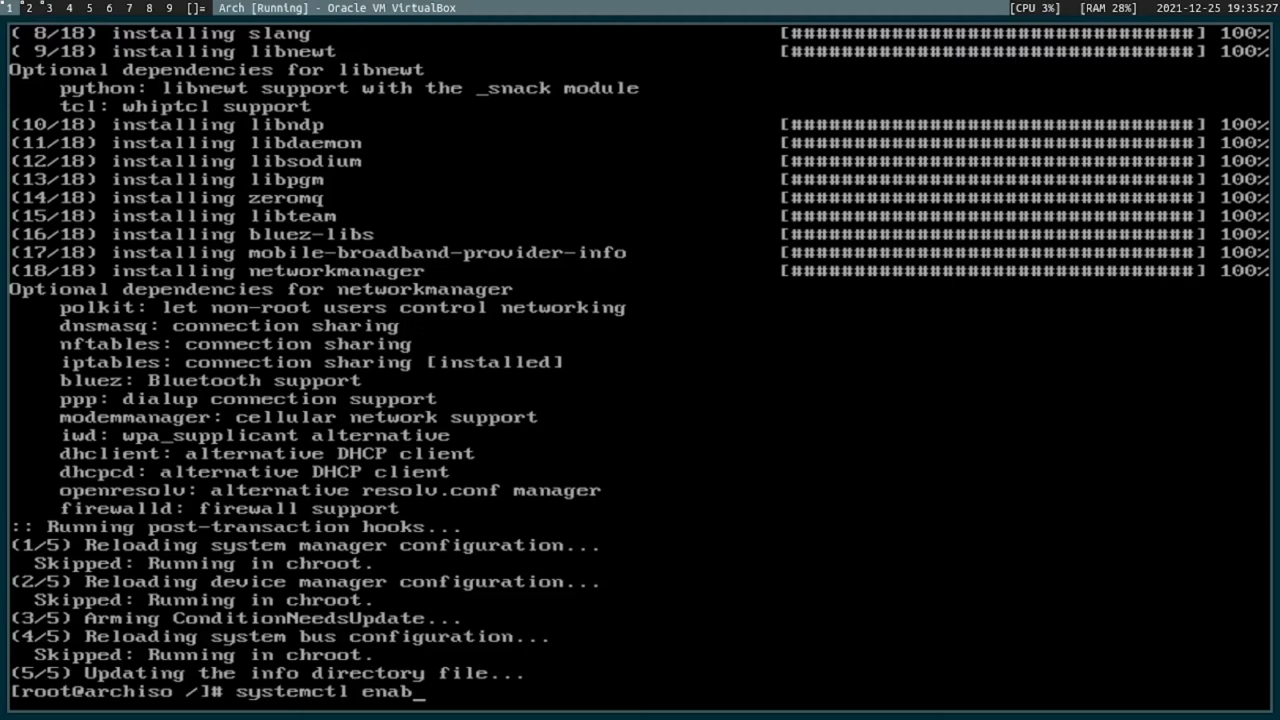 1 2 3 4 5 6 7 8 9 []= Arch [Running] - Oracle VM VirtualBox [CPU 3%] [RAM 28%] 2021-12-25 19:35:27
( 8/18) installing slang [################################] 100%
( 9/18) installing libnewt [################################] 100%
Optional dependencies for libnewt
python: libnewt support with the _snack module
tcl: whiptcl support
(10/18) installing libndp [################################] 100%
(11/18) installing libdaemon [################################] 100%
(12/18) installing libsodium [################################] 100%
(13/18) installing libpgm [################################] 100%
(14/18) installing zeromq [################################] 100%
(15/18) installing libteam [################################] 100%
(16/18) installing bluez-libs [################################] 100%
(17/18) installing mobile-broadband-provider-info [################################] 100%
(18/18) installing networkmanager [################################] 100%
Optional dependencies for networkmanager
polkit: let non-root users control networking
dnsmasq: connection sharing
nftables: connection sharing
iptables: connection sharing [installed]
bluez: Bluetooth support
ppp: dialup connection support
modemmanager: cellular network support
iwd: wpa_supplicant alternative
dhclient: alternative DHCP client
dhcpcd: alternative DHCP client
openresolv: alternative resolv.conf manager
firewalld: firewall support
:: Running post-transaction hooks...
(1/5) Reloading system manager configuration...
Skipped: Running in chroot.
(2/5) Reloading device manager configuration...
Skipped: Running in chroot.
(3/5) Arming ConditionNeedsUpdate...
(4/5) Reloading system bus configuration...
Skipped: Running in chroot.
(5/5) Updating the info directory file...
[root@archiso /]# systemctl enab_